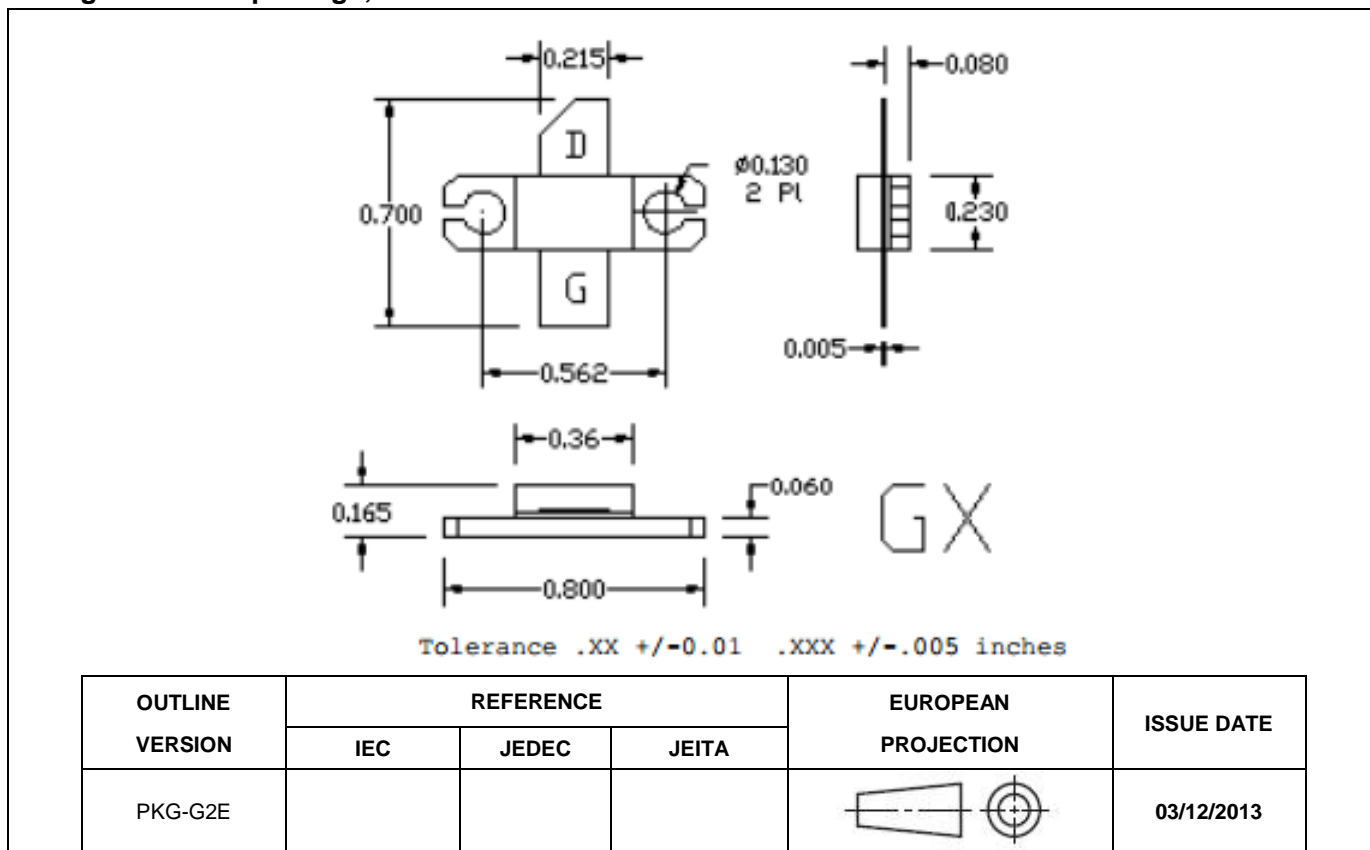 0.215
0.080
D
ø0.130
2 Pl
0.700
0.230
G
0.005
0.562
0.36
0.060
0.165
GX
0.800
Tolerance .XX +/-0.01 .XXX +/-.005 inches
OUTLINE VERSION
REFERENCE
EUROPEAN PROJECTION
ISSUE DATE
IEC
JEDEC
JEITA
PKG-G2E
03/12/2013